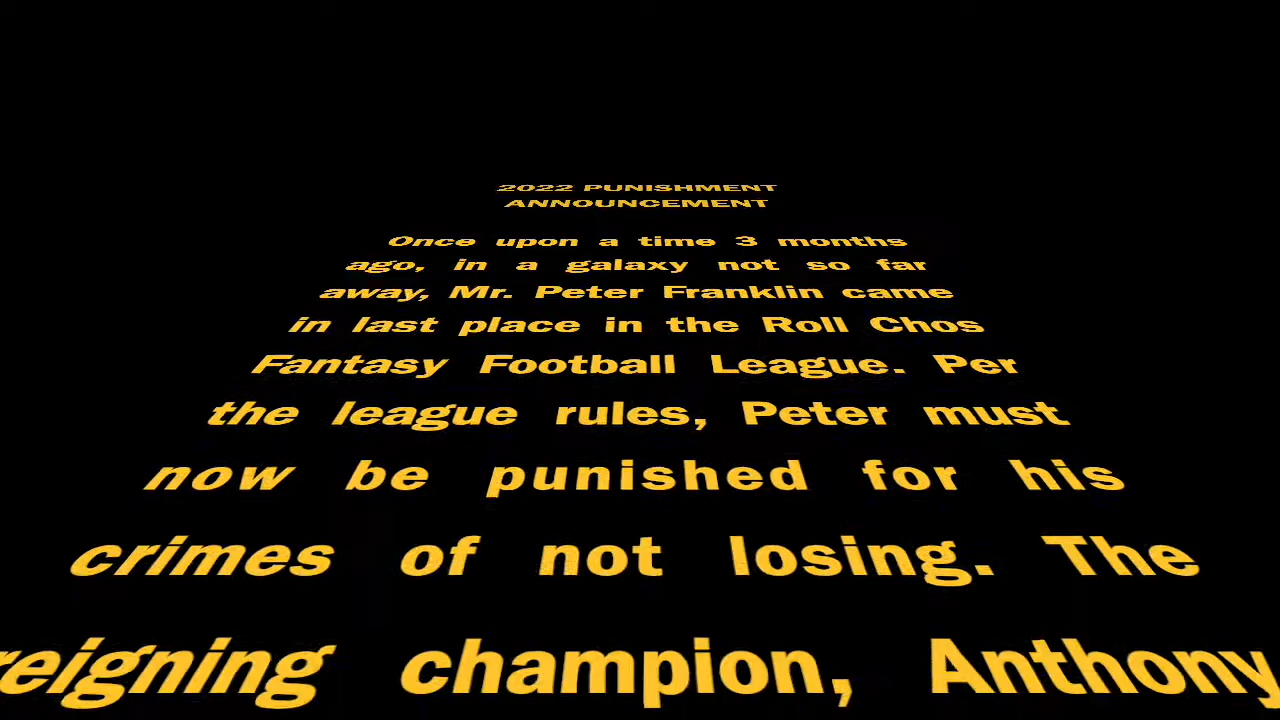 2022 PUNISHMENT
ANNOUNCEMENT
Once upon a time 3 months
ago, in a galaxy not so far
away, Mr. Peter Franklin came
in last place in the Roll Chos
Fantasy Football League. Per
the league rules, Peter must
now be punished for his
crimes of not losing. The
reigning champion, Anthony